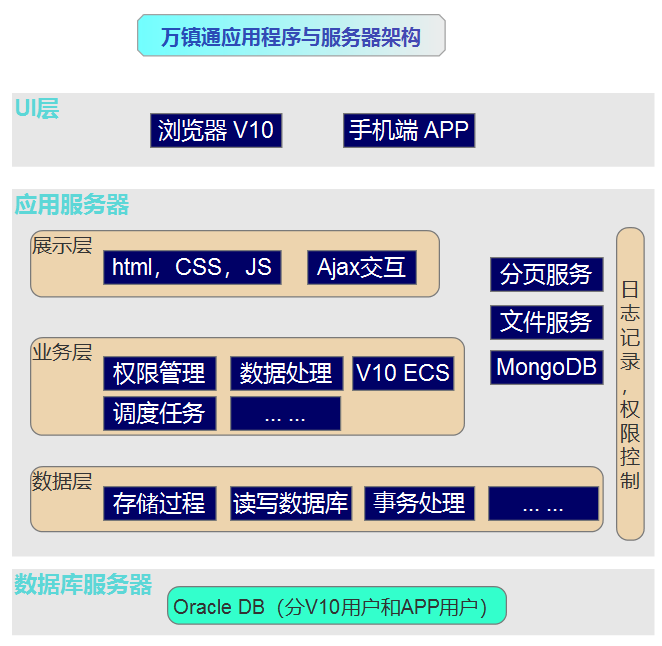 万镇通应用程序与服务器架构
UI层
浏览器 V10
手机端 APP
应用服务器
展示层
html，CSS，JS
Ajax交互
业务层
权限管理
数据处理
V10 ECS
调度任务
... ...
数据层
存储过程
读写数据库
事务处理
... ...
分页服务
文件服务
MongoDB
日志记录，权限控制
数据库服务器
Oracle DB（分V10用户和APP用户）